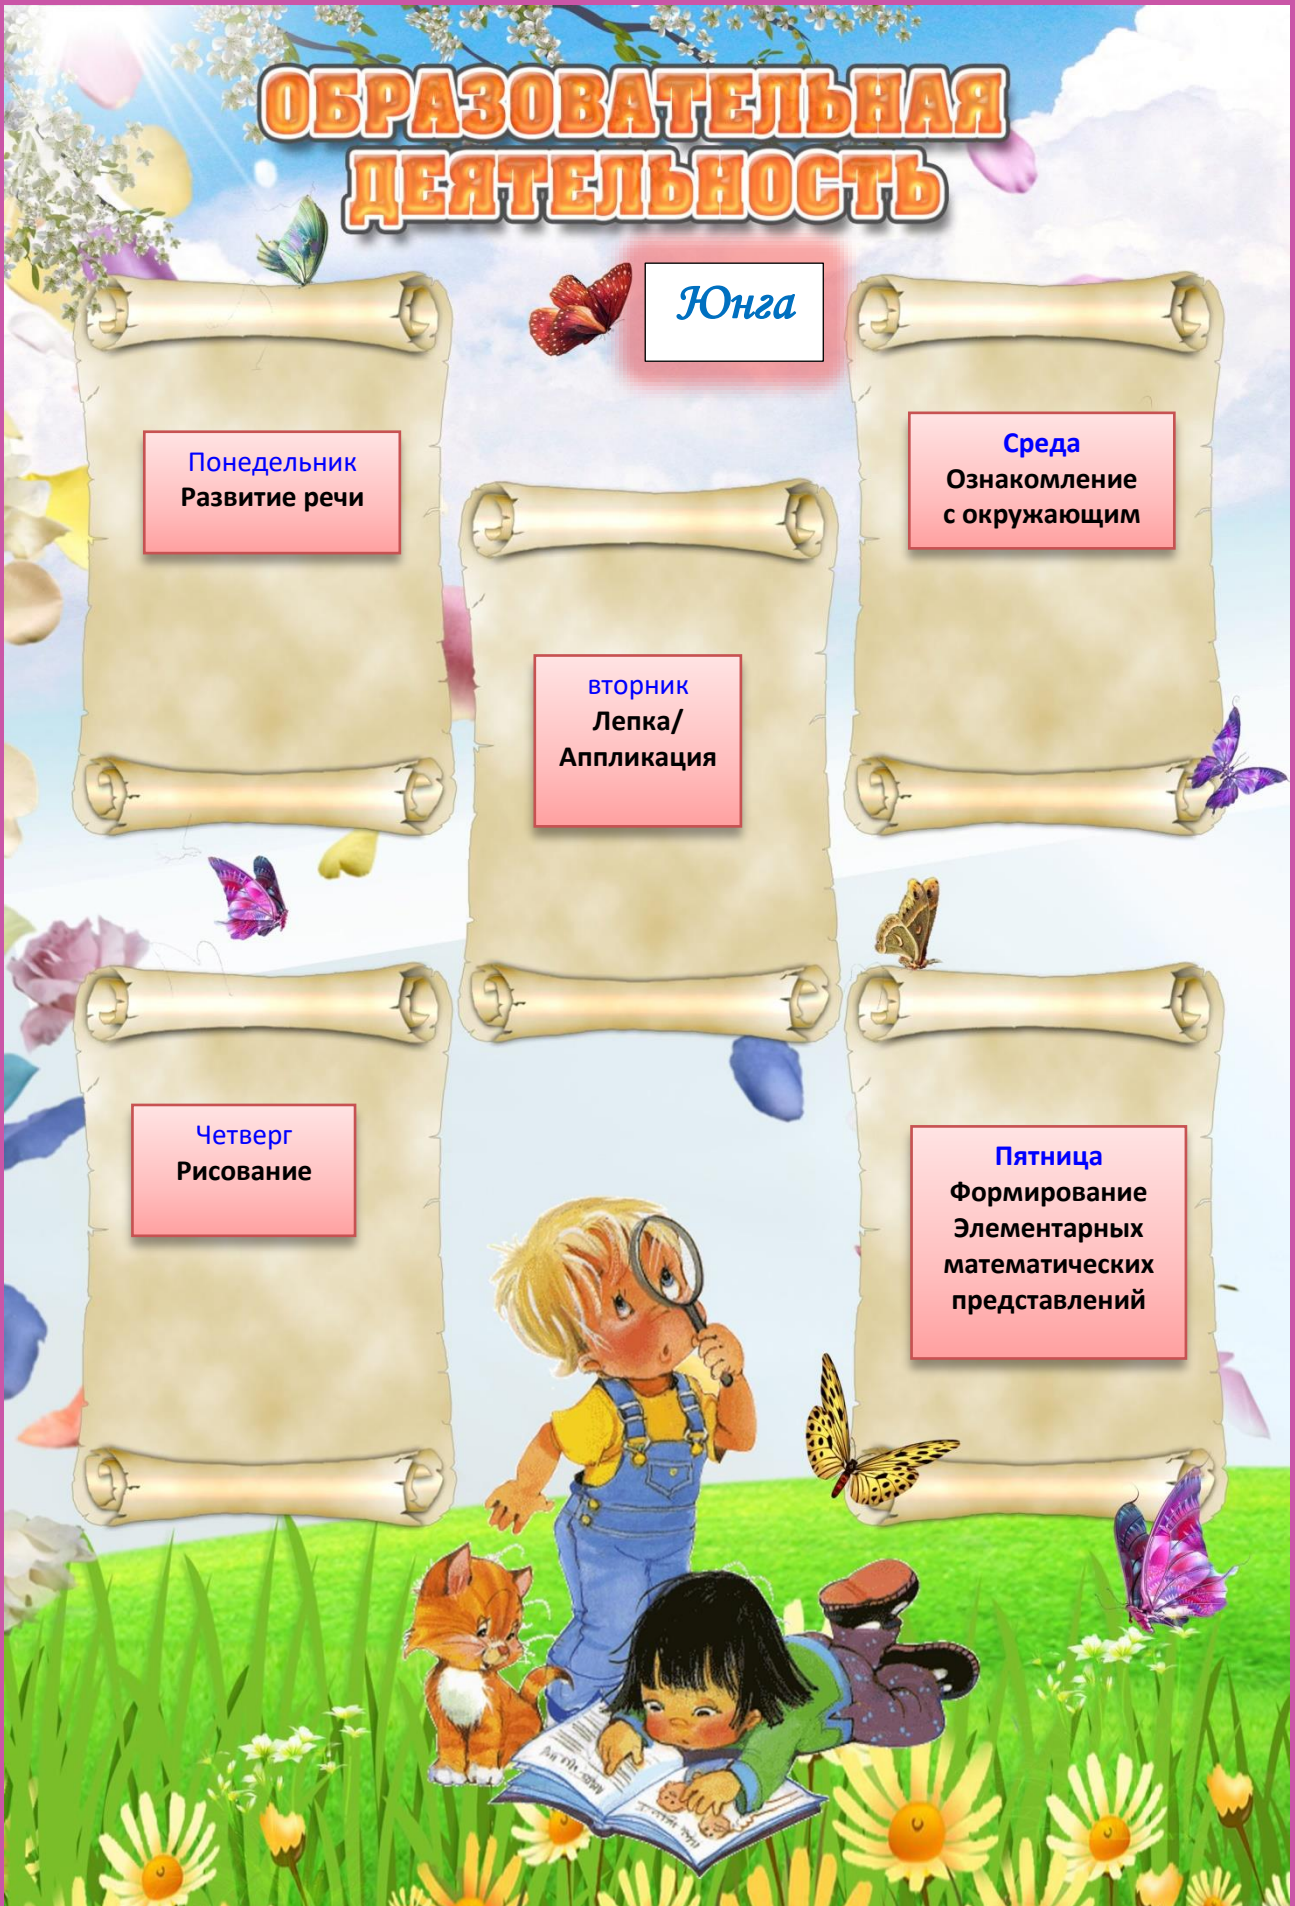 ОБРАЗОВАТЕЛЬНАЯ
ДЕЯТЕЛЬНОСТЬ
Юнга
Понедельник
Развитие речи
вторник
Лепка/
Аппликация
Среда
Ознакомление
с окружающим
Четверг
Рисование
Пятница
Формирование
Элементарных
математических
представлений